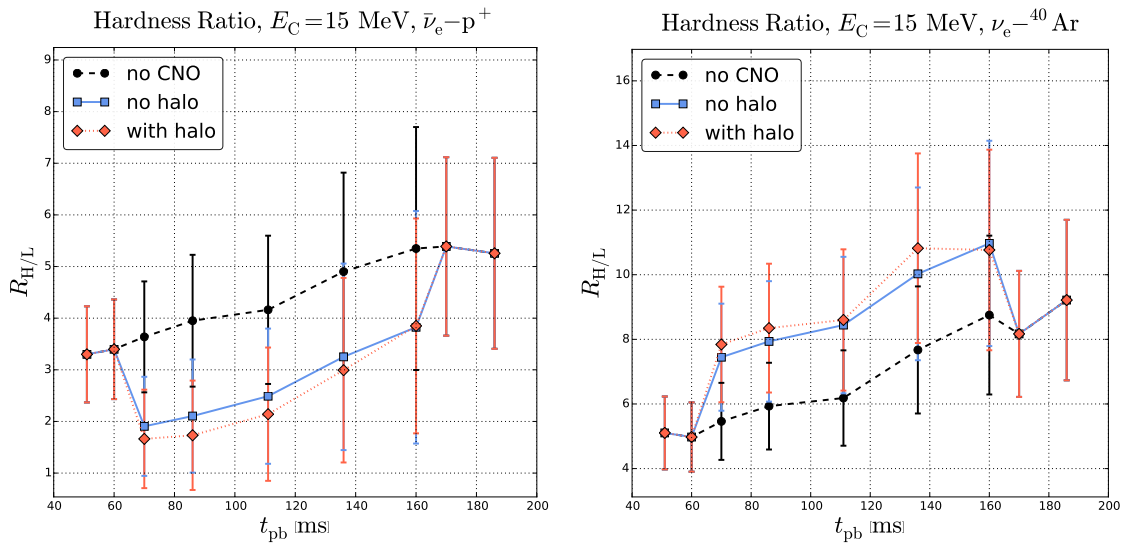 Hardness Ratio, E_C=15 MeV, ν̄_e−p⁺
9
8
7
6
5
4
3
2
1
R_H/L
no CNO
no halo
with halo
40 60 80 100 120 140 160 180 200
t_pb [ms]
Hardness Ratio, E_C=15 MeV, ν_e−⁴⁰Ar
16
14
12
10
8
6
4
R_H/L
no CNO
no halo
with halo
40 60 80 100 120 140 160 180 200
t_pb [ms]